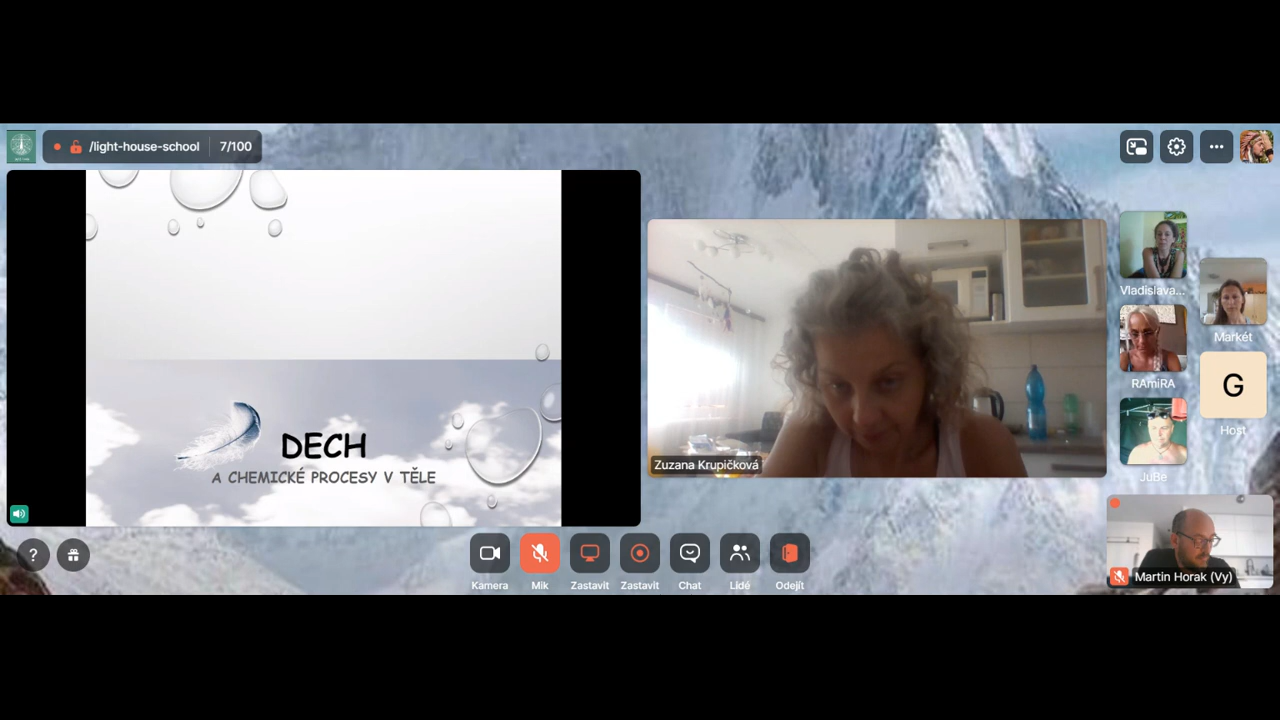 /light-house-school
7/100
DECH
A CHEMICKÉ PROCESY V TĚLE
Zuzana Krupičková
Vladislava...
Markét
RAmiRA
G
Host
JuBe
Martin Horak (Vy)
?
Kamera
Mik
Zastavit
Zastavit
Chat
Lidé
Odejít